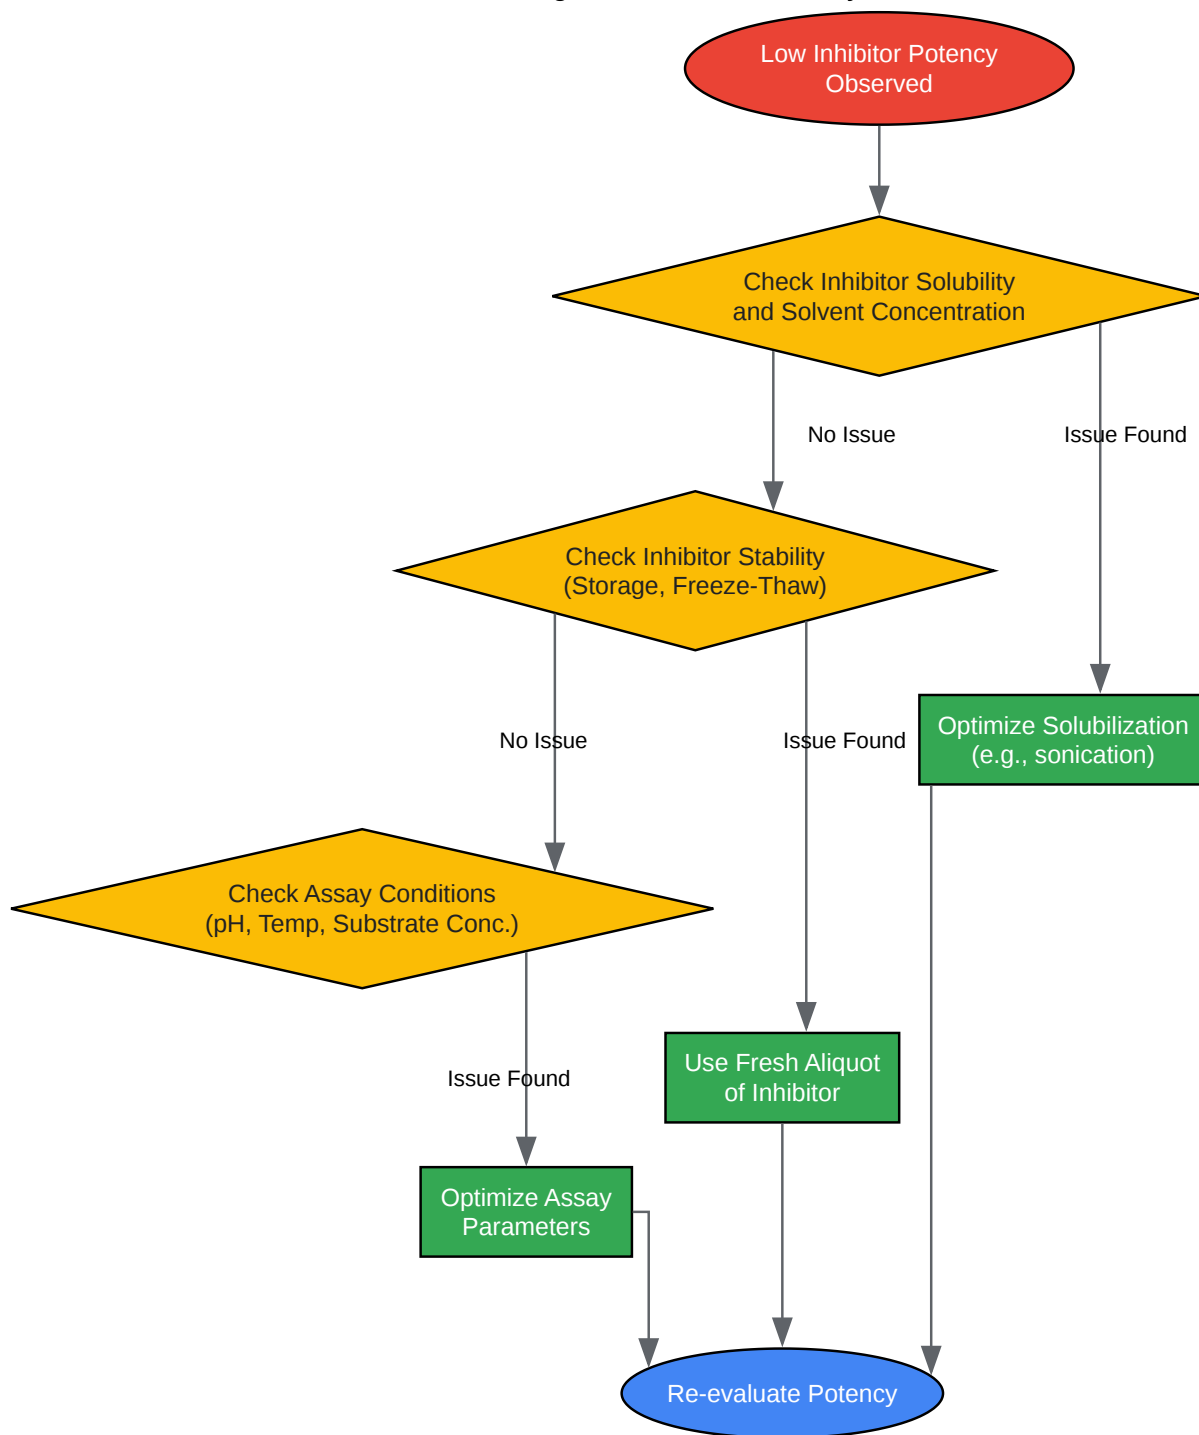 Low Inhibitor Potency
Observed
Check Inhibitor Solubility
and Solvent Concentration
No Issue
Issue Found
Check Inhibitor Stability
(Storage, Freeze-Thaw)
Optimize Solubilization
(e.g., sonication)
No Issue
Issue Found
Check Assay Conditions
(pH, Temp, Substrate Conc.)
Use Fresh Aliquot
of Inhibitor
Issue Found
Optimize Assay
Parameters
Re-evaluate Potency